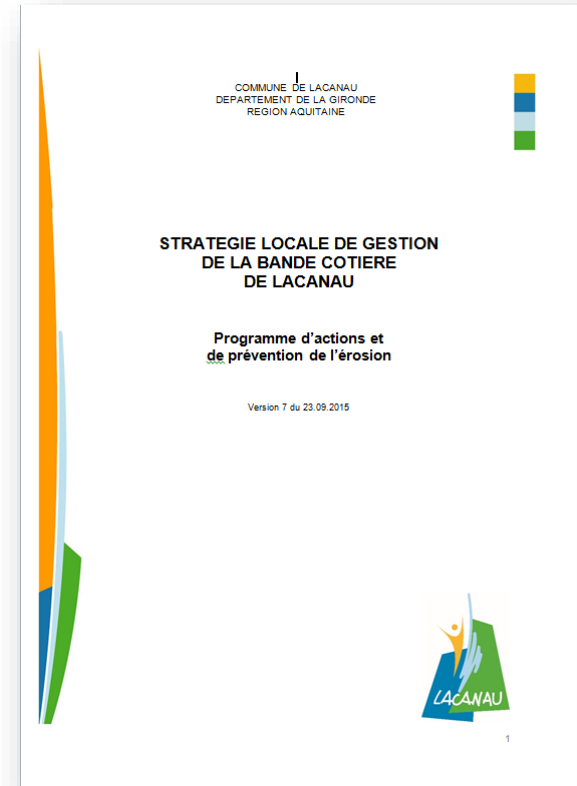 COMMUNE DE LACANAU
DEPARTEMENT DE LA GIRONDE
REGION AQUITAINE
STRATEGIE LOCALE DE GESTION
DE LA BANDE COTIERE
DE LACANAU
Programme d'actions et
de prévention de l'érosion
Version 7 du 23.09.2015
LACANAU
1